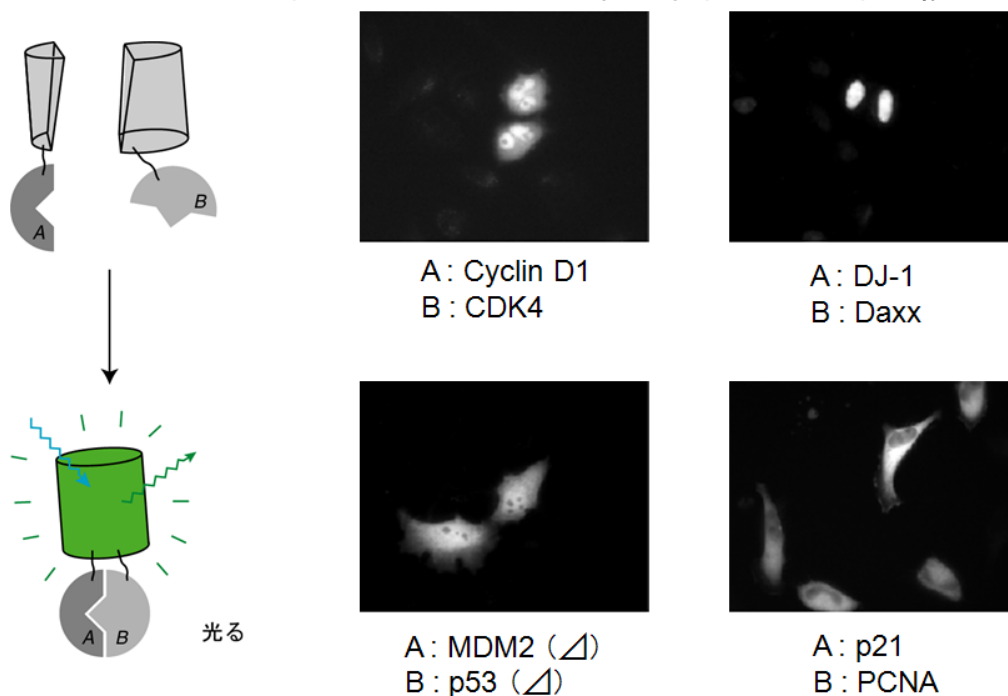 A
B
A : Cyclin D1
B : CDK4
A : DJ-1
B : Daxx
A B
光る
A : MDM2（⊿）
B : p53（⊿）
A : p21
B : PCNA